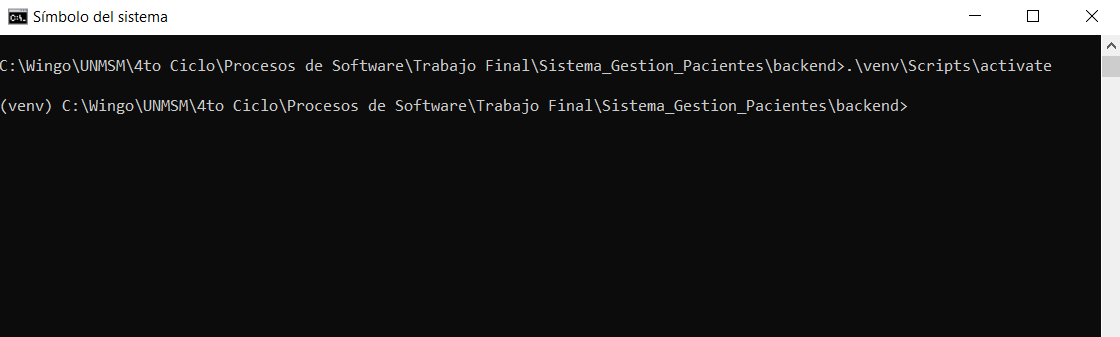 Símbolo del sistema
C:\Wingo\UNMSM\4to Ciclo\Procesos de Software\Trabajo Final\Sistema_Gestion_Pacientes\backend>.\venv\Scripts\activate
(venv) C:\Wingo\UNMSM\4to Ciclo\Procesos de Software\Trabajo Final\Sistema_Gestion_Pacientes\backend>